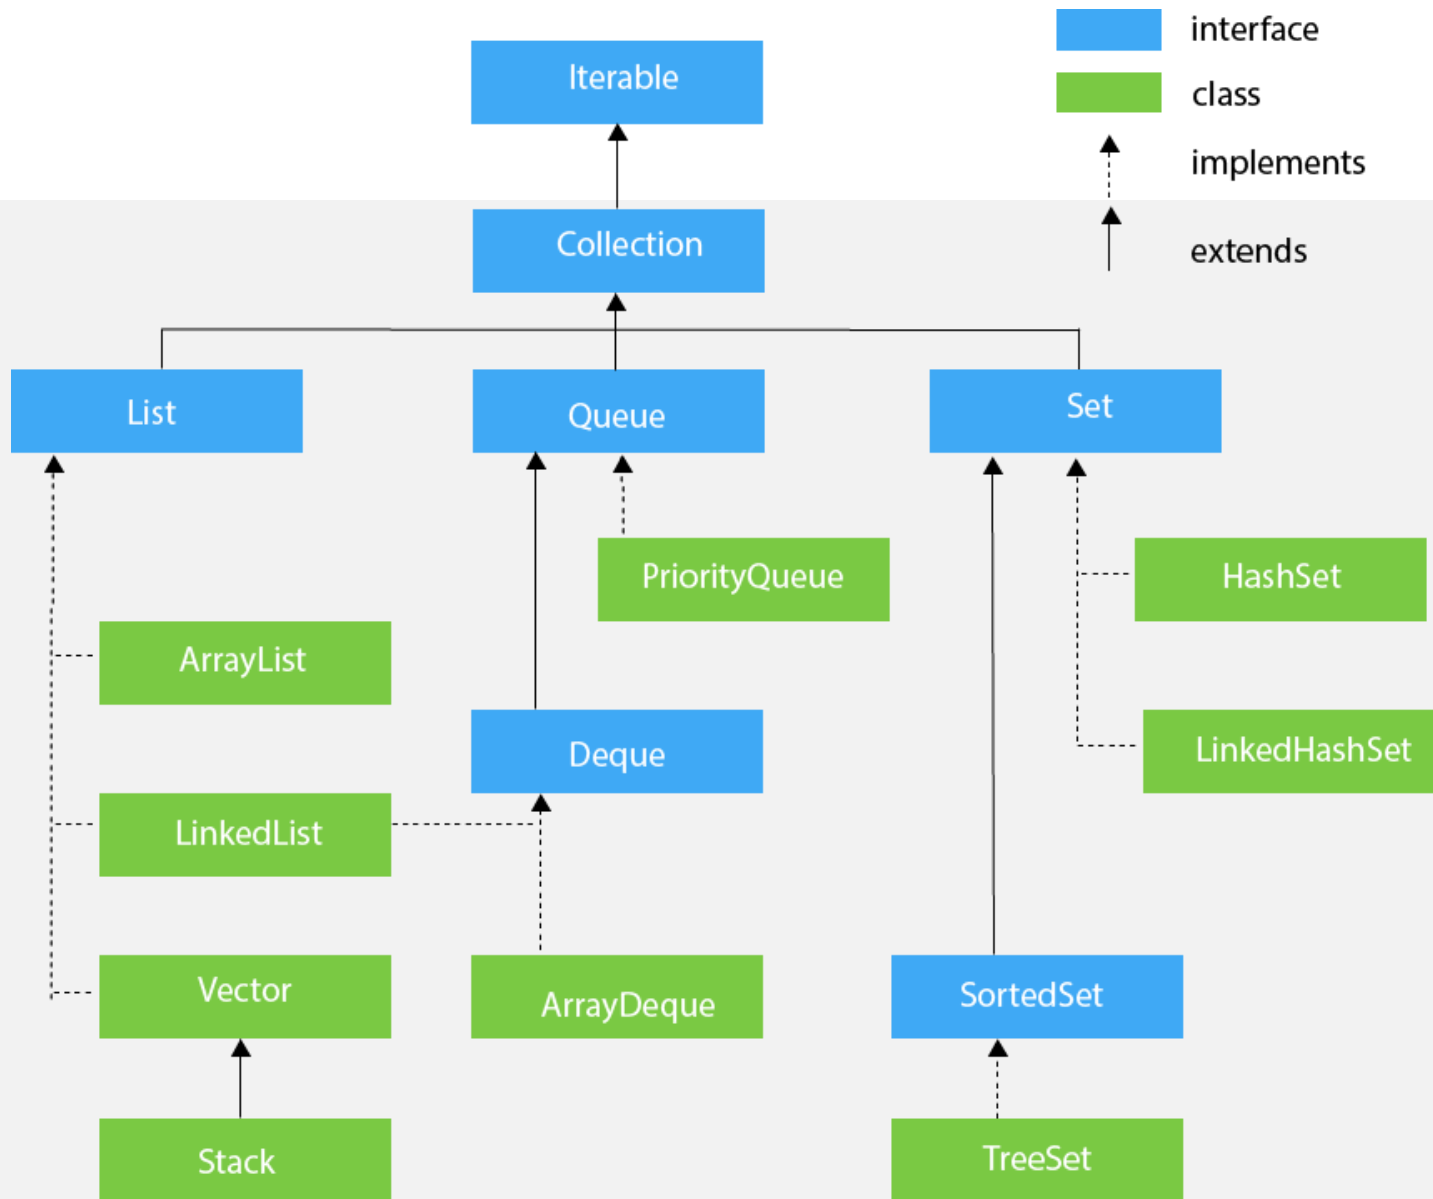 interface
Iterable
class
implements
Collection
extends
List
Queue
Set
PriorityQueue
HashSet
ArrayList
Deque
LinkedHashSet
LinkedList
Vector
ArrayDeque
SortedSet
Stack
TreeSet